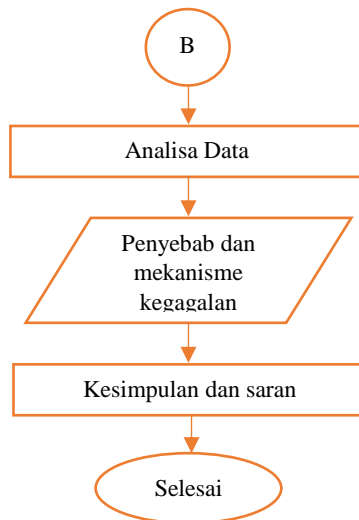 B
Analisa Data
Penyebab dan
mekanisme
kegagalan
Kesimpulan dan saran
Selesai